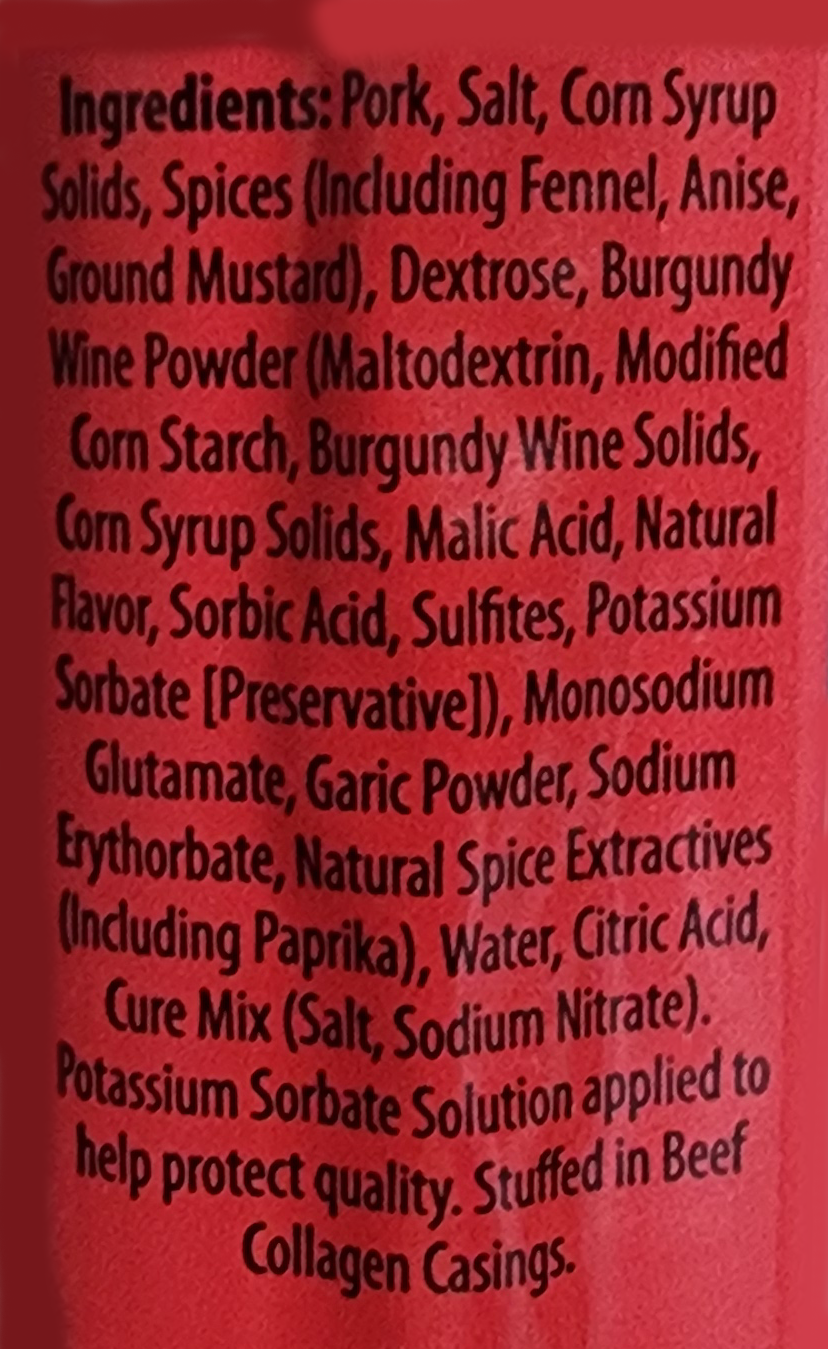 Ingredients: Pork, Salt, Corn Syrup
Solids, Spices (Including Fennel, Anise,
Ground Mustard), Dextrose, Burgundy
Wine Powder (Maltodextrin, Modified
Corn Starch, Burgundy Wine Solids,
Corn Syrup Solids, Malic Acid, Natural
Flavor, Sorbic Acid, Sulfites, Potassium
Sorbate [Preservative]), Monosodium
Glutamate, Garic Powder, Sodium
Erythorbate, Natural Spice Extractives
(Including Paprika), Water, Citric Acid,
Cure Mix (Salt, Sodium Nitrate).
Potassium Sorbate Solution applied to
help protect quality. Stuffed in Beef
Collagen Casings.